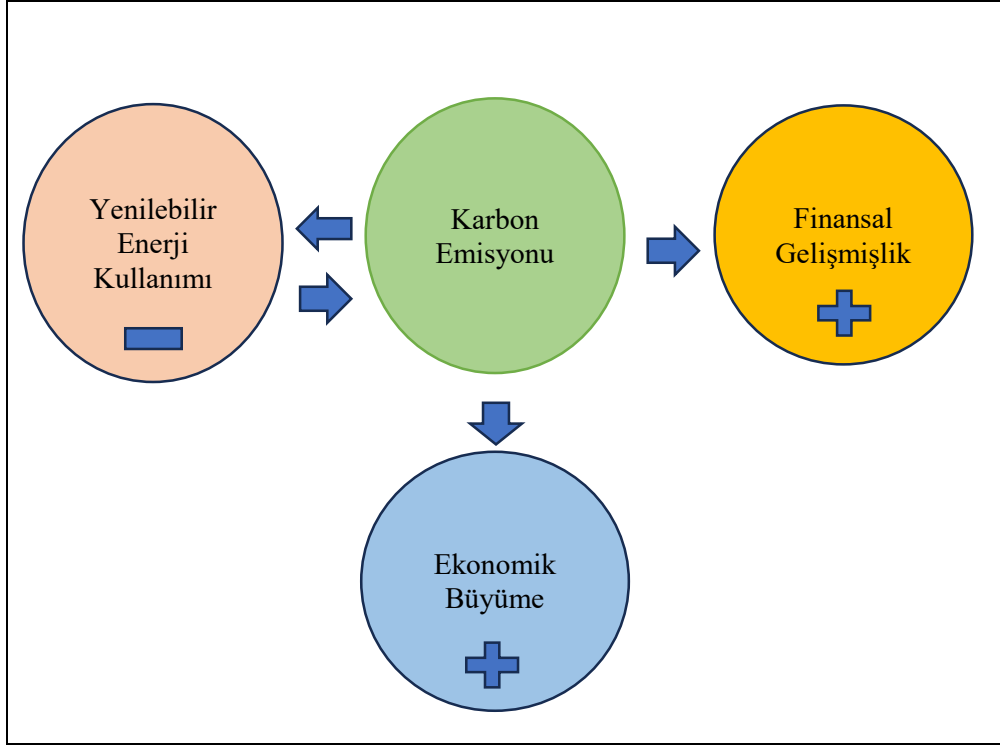 Yenilebilir
Enerji
Kullanımı
Karbon
Emisyonu
Finansal
Gelişmişlik
Ekonomik
Büyüme